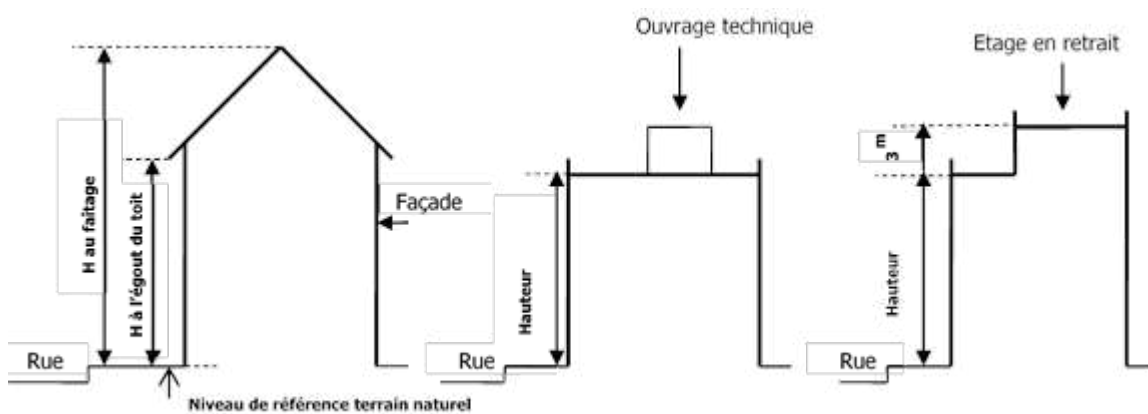 Ouvrage technique
Etage en retrait
H au faîtage
H à l'égout du toit
Façade
Rue
Niveau de référence terrain naturel
Hauteur
Rue
3 m
Hauteur
Rue